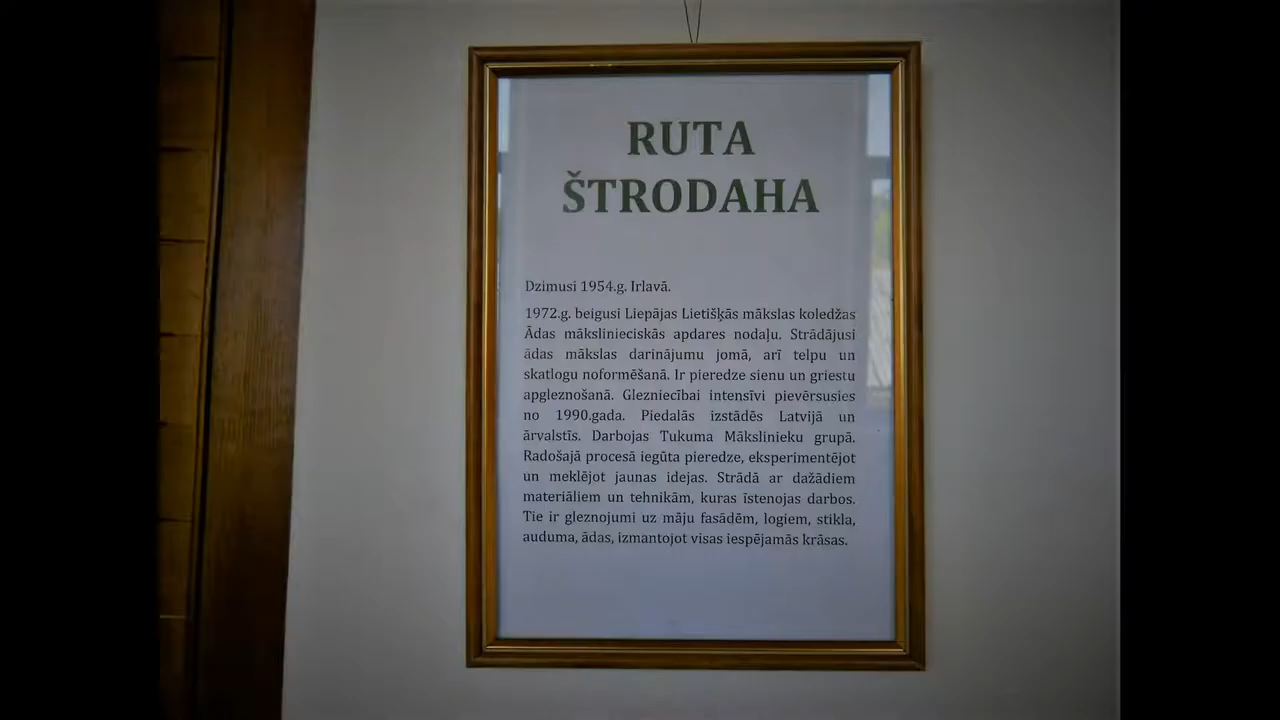 RUTA
ŠTRODAHA
Dzimusi 1954.g. Irlavā.
1972.g. beigusi Liepājas Lietišķās mākslas koledžas
Ādas mākslinieciskās apdares nodaļu. Strādājusi
ādas mākslas darinājumu jomā, arī telpu un
skatlogu noformēšanā. Ir pieredze sienu un griestu
apgleznošanā. Glezniecībai intensīvi pievērsusies
no 1990.gada. Piedalās izstādēs Latvijā un
ārvalstīs. Darbojas Tukuma Mākslinieku grupā.
Radošajā procesā iegūta pieredze, eksperimentējot
un meklējot jaunas idejas. Strādā ar dažādiem
materiāliem un tehnikām, kuras īstenojas darbos.
Tie ir gleznojumi uz māju fasādēm, logiem, stikla,
auduma, ādas, izmantojot visas iespējamās krāsas.